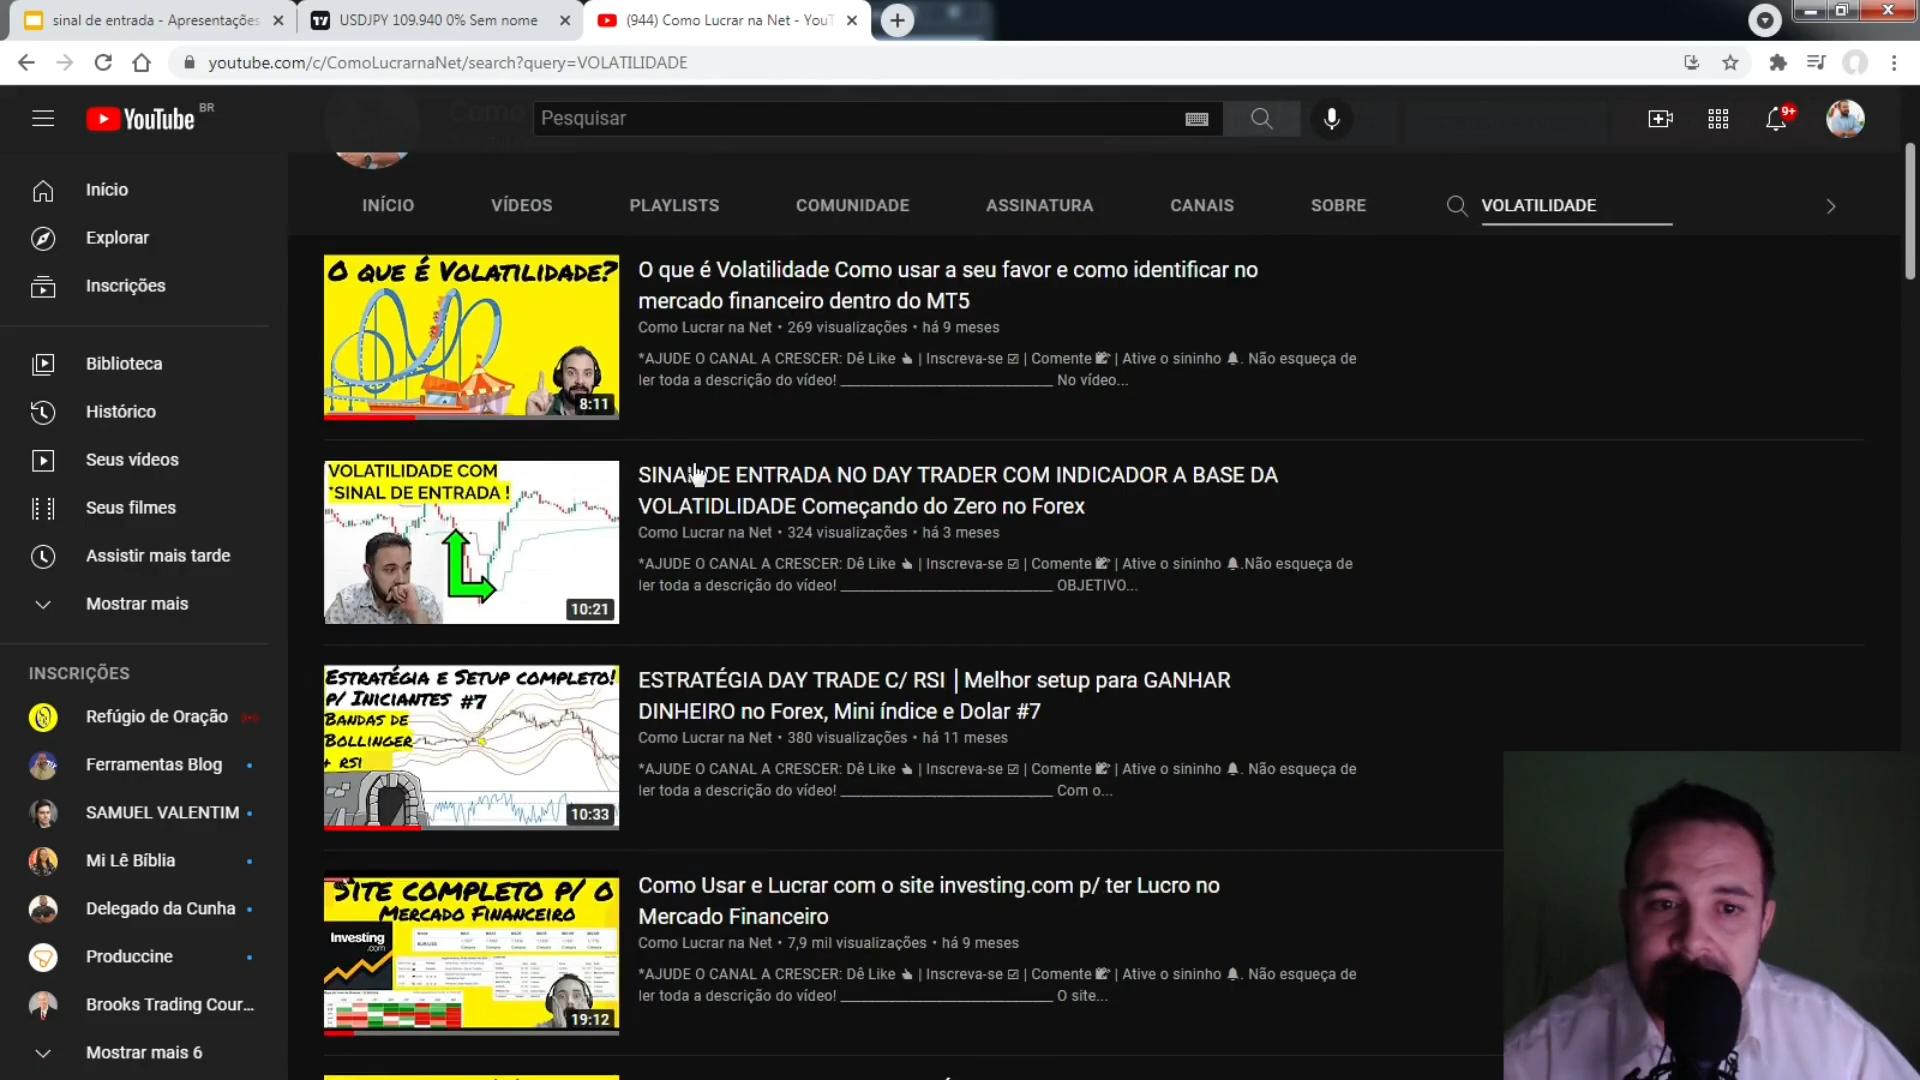 sinal de entrada - Apresentações
USDJPY 109.940 0% Sem nome
(944) Como Lucrar na Net - YouT
youtube.com/c/ComoLucrarnaNet/search?query=VOLATILIDADE
YouTube BR
Pesquisar
9+
Início
Explorar
Inscrições
Biblioteca
Histórico
Seus vídeos
Seus filmes
Assistir mais tarde
Mostrar mais
INSCRIÇÕES
Refúgio de Oração
Ferramentas Blog
SAMUEL VALENTIM
Mi Lê Bíblia
Delegado da Cunha
Produccine
Brooks Trading Cour...
Mostrar mais 6
INÍCIO VÍDEOS PLAYLISTS COMUNIDADE ASSINATURA CANAIS SOBRE VOLATILIDADE
O QUE É VOLATILIDADE?
8:11
O que é Volatilidade Como usar a seu favor e como identificar no
mercado financeiro dentro do MT5
Como Lucrar na Net • 269 visualizações • há 9 meses
*AJUDE O CANAL A CRESCER: Dê Like | Inscreva-se | Comente | Ative o sininho . Não esqueça de
ler toda a descrição do vídeo! ___________________________ No vídeo...
VOLATILIDADE COM
*SINAL DE ENTRADA !
10:21
SINAL DE ENTRADA NO DAY TRADER COM INDICADOR A BASE DA
VOLATIDLIDADE Começando do Zero no Forex
Como Lucrar na Net • 324 visualizações • há 3 meses
*AJUDE O CANAL A CRESCER: Dê Like | Inscreva-se | Comente | Ative o sininho .Não esqueça de
ler toda a descrição do vídeo! ___________________________ OBJETIVO...
ESTRATÉGIA E SETUP COMPLETO!
P/ INICIANTES #7
BANDAS DE
BOLLINGER
+ RSI
10:33
ESTRATÉGIA DAY TRADE C/ RSI | Melhor setup para GANHAR
DINHEIRO no Forex, Mini índice e Dolar #7
Como Lucrar na Net • 380 visualizações • há 11 meses
*AJUDE O CANAL A CRESCER: Dê Like | Inscreva-se | Comente | Ative o sininho . Não esqueça de
ler toda a descrição do vídeo! ___________________________ Com o...
SITE COMPLETO P/ O
MERCADO FINANCEIRO
Investing
.com
19:12
Como Usar e Lucrar com o site investing.com p/ ter Lucro no
Mercado Financeiro
Como Lucrar na Net • 7,9 mil visualizações • há 9 meses
*AJUDE O CANAL A CRESCER: Dê Like | Inscreva-se | Comente | Ative o sininho . Não esqueça de
ler toda a descrição do vídeo! ___________________________ O site...